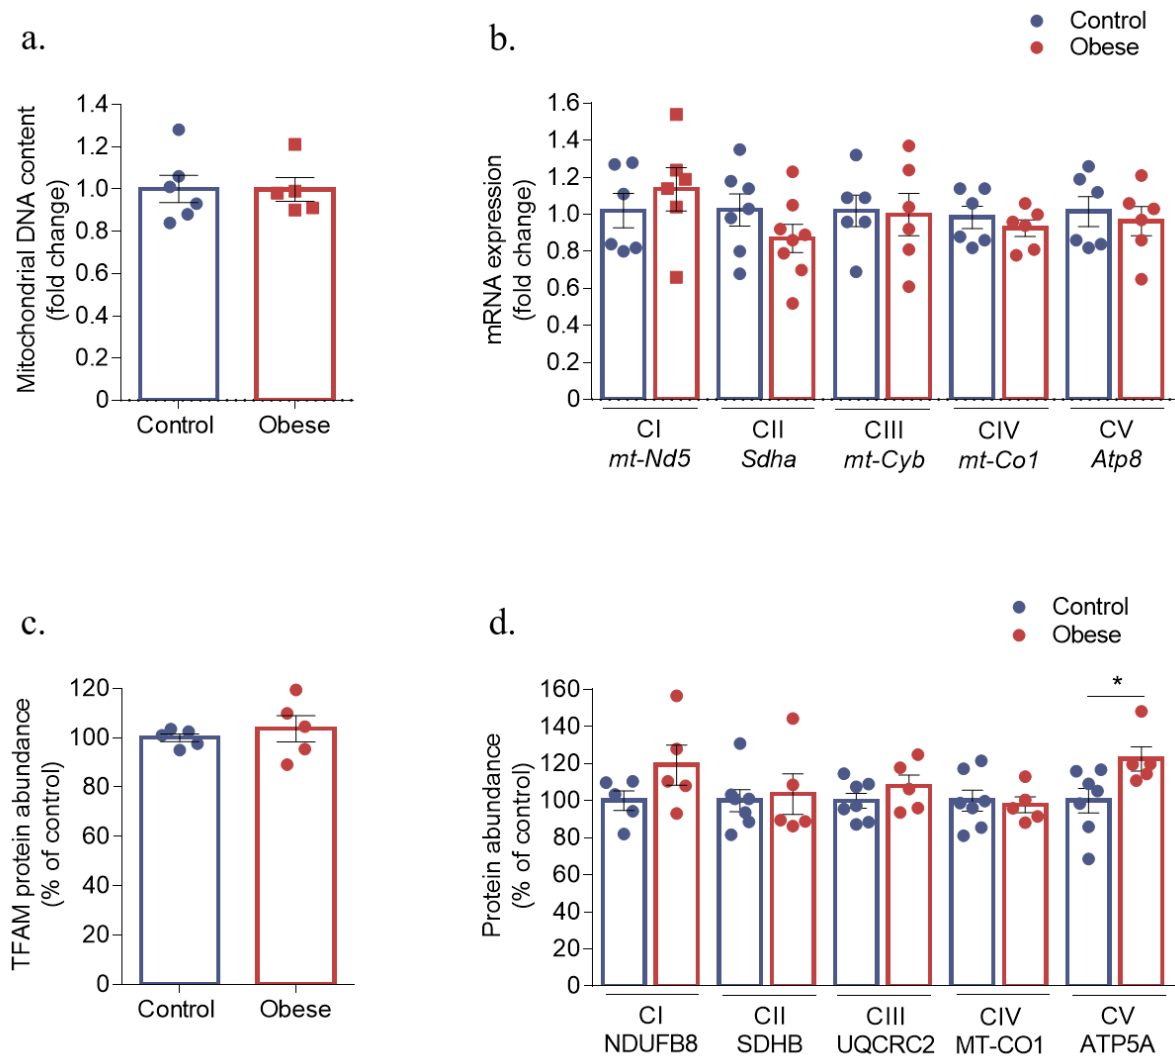 a.
Mitochondrial DNA content
(fold change)
1.4
1.2
1.0
0.8
0.6
0.4
0.2
0
Control Obese
b.
Control
Obese
mRNA expression
(fold change)
1.6
1.4
1.2
1.0
0.8
0.6
0.4
0.2
0
CI CII CIII CIV CV
mt-Nd5 Sdha mt-Cyb mt-Co1 Atp8
c.
TFAM protein abundance
(% of control)
120
100
80
60
40
20
0
Control Obese
d.
Control
Obese
Protein abundance
(% of control)
160
140
120
100
80
60
40
20
0
*
CI CII CIII CIV CV
NDUFB8 SDHB UQCRC2 MT-CO1 ATP5A